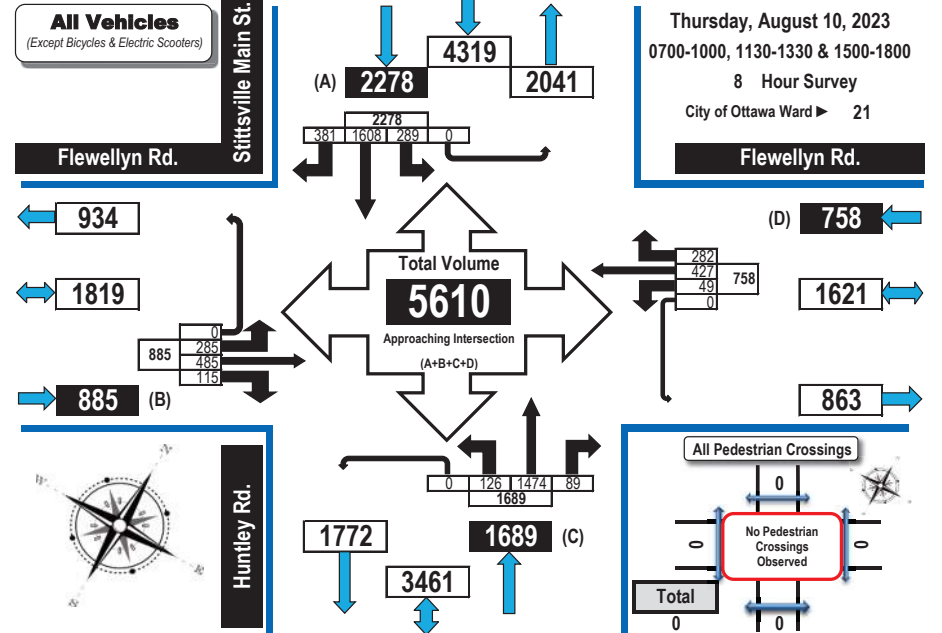 All Vehicles
(Except Bicycles & Electric Scooters)
Stittsville Main St.
Flewellyn Rd.
4319
(A) 2278
2041
2278
381 1608 289 0
Thursday, August 10, 2023
0700-1000, 1130-1330 & 1500-1800
8 Hour Survey
City of Ottawa Ward ► 21
Flewellyn Rd.
934
1819
885
0
285
485
115
885 (B)
Total Volume
5610
Approaching Intersection
(A+B+C+D)
(D) 758
282
427
49
0
758
1621
863
N
W
E
S
Huntley Rd.
0 126 1474 89
1689
1772
1689 (C)
3461
All Pedestrian Crossings
0
0
No Pedestrian
Crossings
Observed
0
Total
0
0